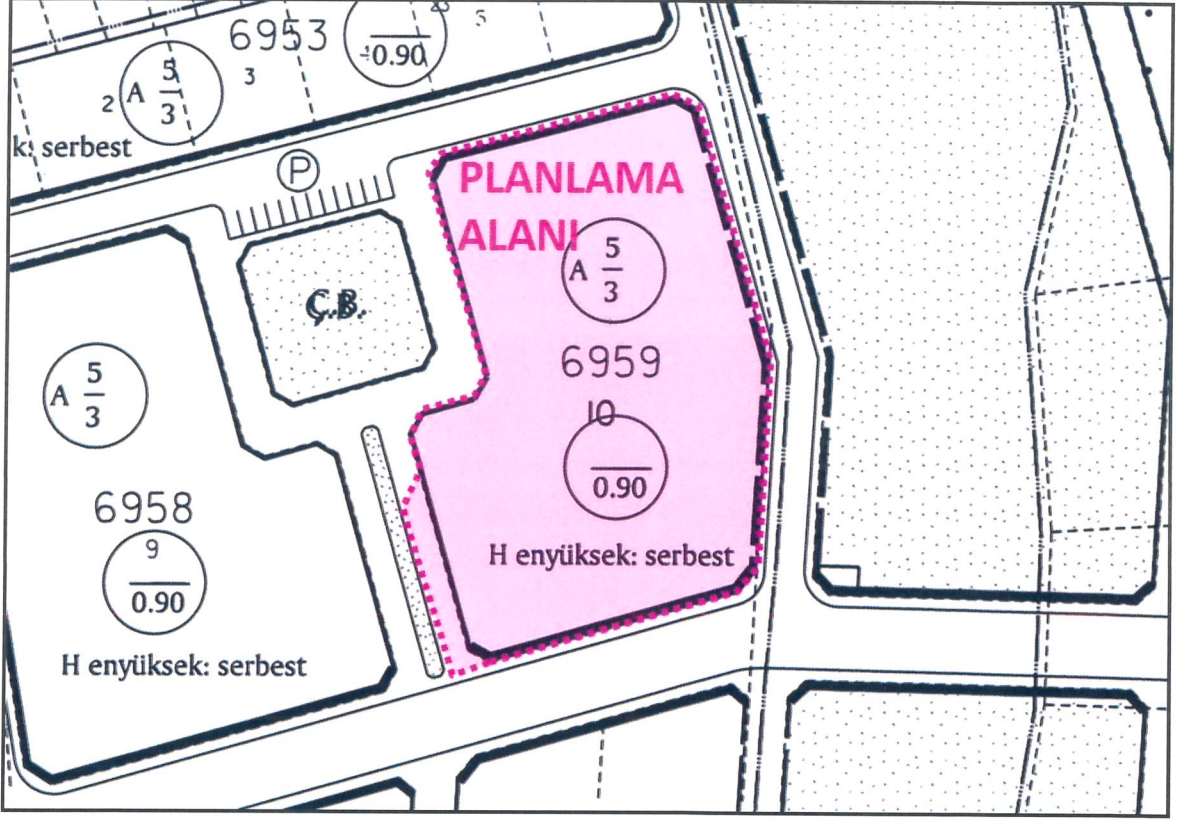 6953
5
0.90
A 5/3
2
3
k: serbest
P
PLANLAMA
ALANI
A 5/3
Ç.B.
6959
10
0.90
H enyüksek: serbest
A 5/3
6958
9
0.90
H enyüksek: serbest